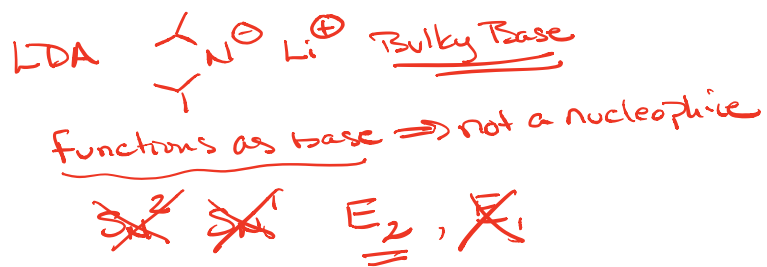 LDA N⊖ Li⊕ Bulky Base
functions as base ⇒ not a nucleophile
SN2 SN1 E2, E1